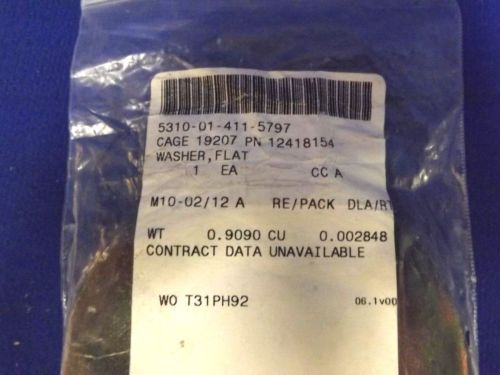 5310-01-411-5797
CAGE 19207 PN 12418154
WASHER,FLAT
1 EA CC A
M10-02/12 A RE/PACK DLA/RT
WT 0.9090 CU 0.002848
CONTRACT DATA UNAVAILABLE
WO T31PH92 06.1v00